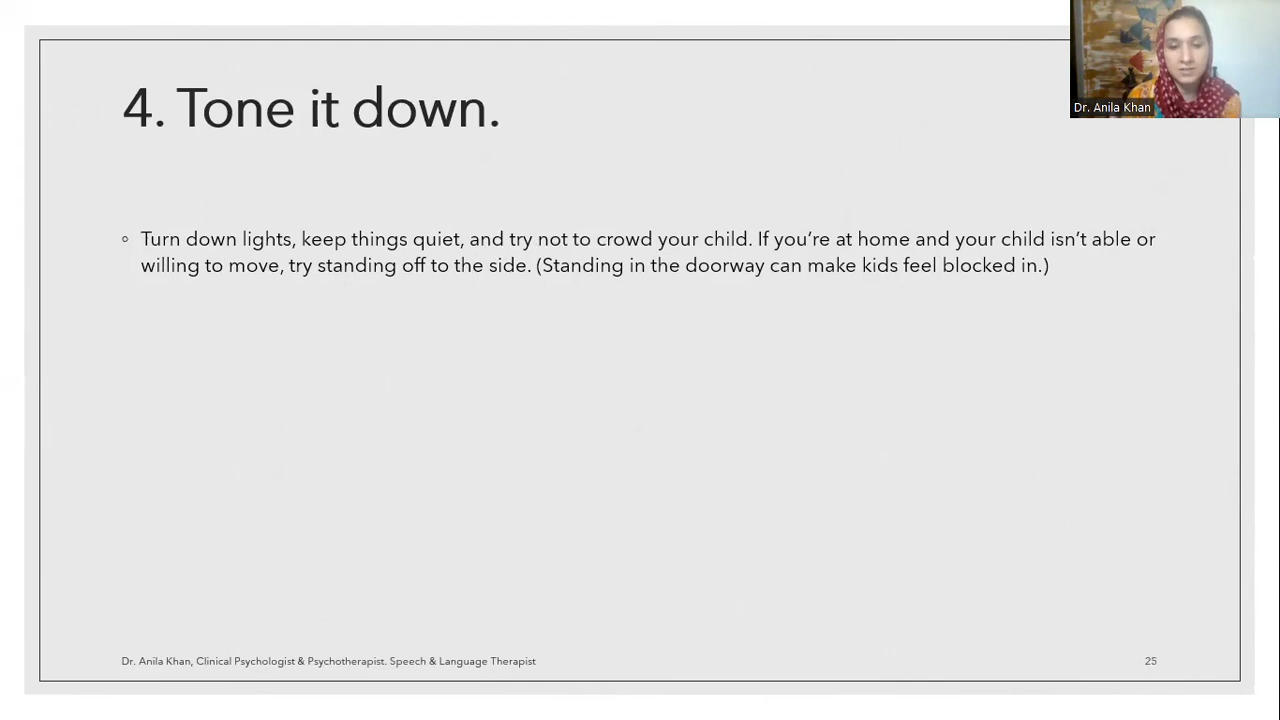 4. Tone it down.
Dr. Anila Khan
◦ Turn down lights, keep things quiet, and try not to crowd your child. If you’re at home and your child isn’t able or
willing to move, try standing off to the side. (Standing in the doorway can make kids feel blocked in.)
Dr. Anila Khan, Clinical Psychologist & Psychotherapist. Speech & Language Therapist
25